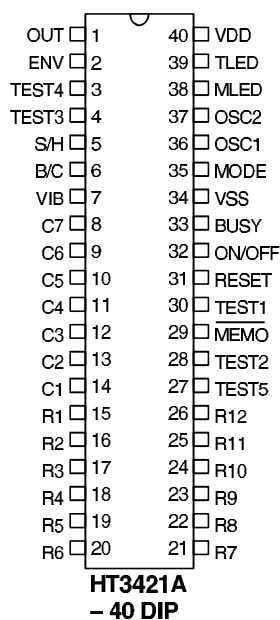 OUT 1 40 VDD
ENV 2 39 TLED
TEST4 3 38 MLED
TEST3 4 37 OSC2
S/H 5 36 OSC1
B/C 6 35 MODE
VIB 7 34 VSS
C7 8 33 BUSY
C6 9 32 ON/OFF
C5 10 31 RESET
C4 11 30 TEST1
C3 12 29 MEMO
C2 13 28 TEST2
C1 14 27 TEST5
R1 15 26 R12
R2 16 25 R11
R3 17 24 R10
R4 18 23 R9
R5 19 22 R8
R6 20 21 R7
HT3421A
– 40 DIP